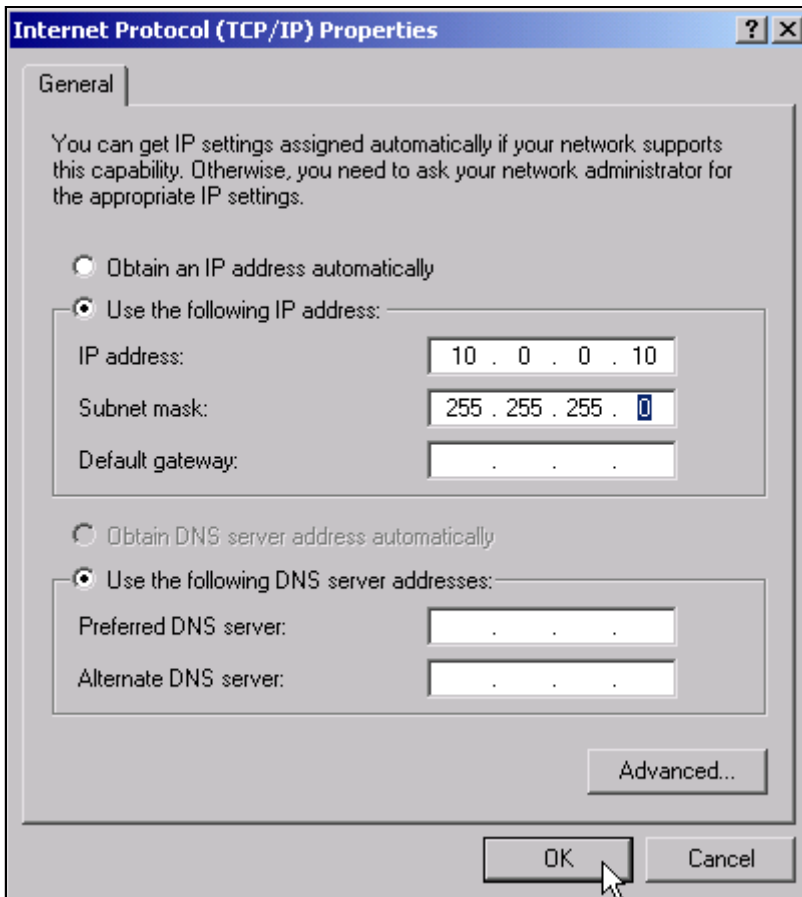 Internet Protocol (TCP/IP) Properties
General
You can get IP settings assigned automatically if your network supports
this capability. Otherwise, you need to ask your network administrator for
the appropriate IP settings.
Obtain an IP address automatically
Use the following IP address:
IP address: 10 . 0 . 0 . 10
Subnet mask: 255 . 255 . 255 . 0
Default gateway: . . .
Obtain DNS server address automatically
Use the following DNS server addresses:
Preferred DNS server: . . .
Alternate DNS server: . . .
Advanced...
OK Cancel